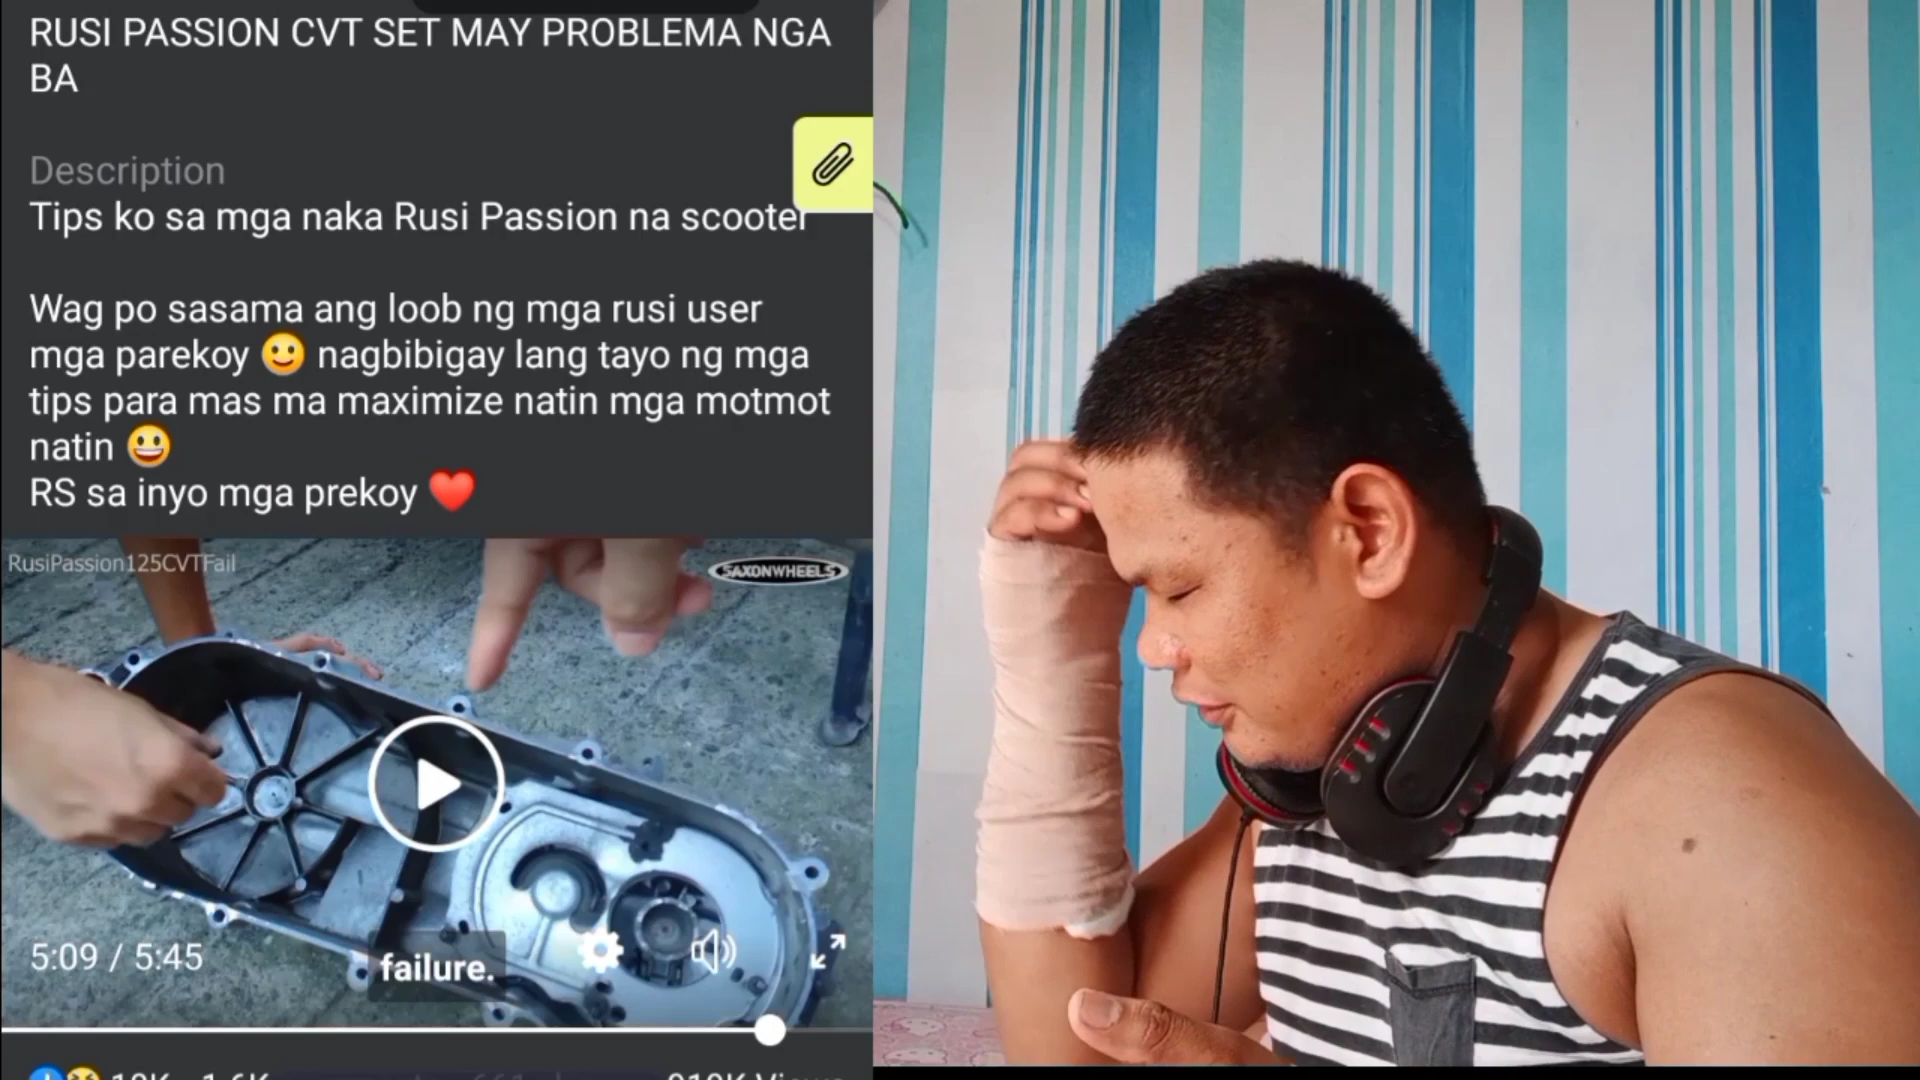 RUSI PASSION CVT SET MAY PROBLEMA NGA
BA
Description
Tips ko sa mga naka Rusi Passion na scooter
Wag po sasama ang loob ng mga rusi user
mga parekoy 😀 nagbibigay lang tayo ng mga
tips para mas ma maximize natin mga motmot
natin 😃
RS sa inyo mga prekoy ❤️
RusiPassion125CVTFail
SAXONWHEELS
5:09 / 5:45
failure.